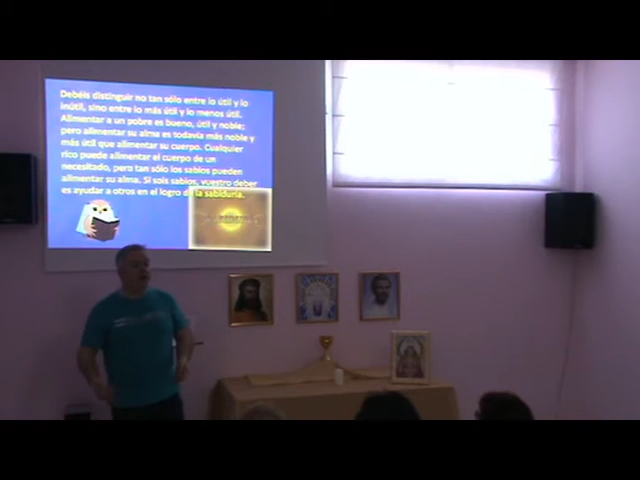 Debéis distinguir no tan sólo entre lo útil y lo
inútil, sino entre lo más útil y lo menos útil.
Alimentar a un pobre es bueno, útil y noble;
pero alimentar su alma es todavía más noble y
más útil que alimentar su cuerpo. Cualquier
rico puede alimentar el cuerpo de un
necesitado, pero tan sólo los sabios pueden
alimentar su alma. Si sois sabios, vuestro deber
es ayudar a otros en el logro de la sabiduría.